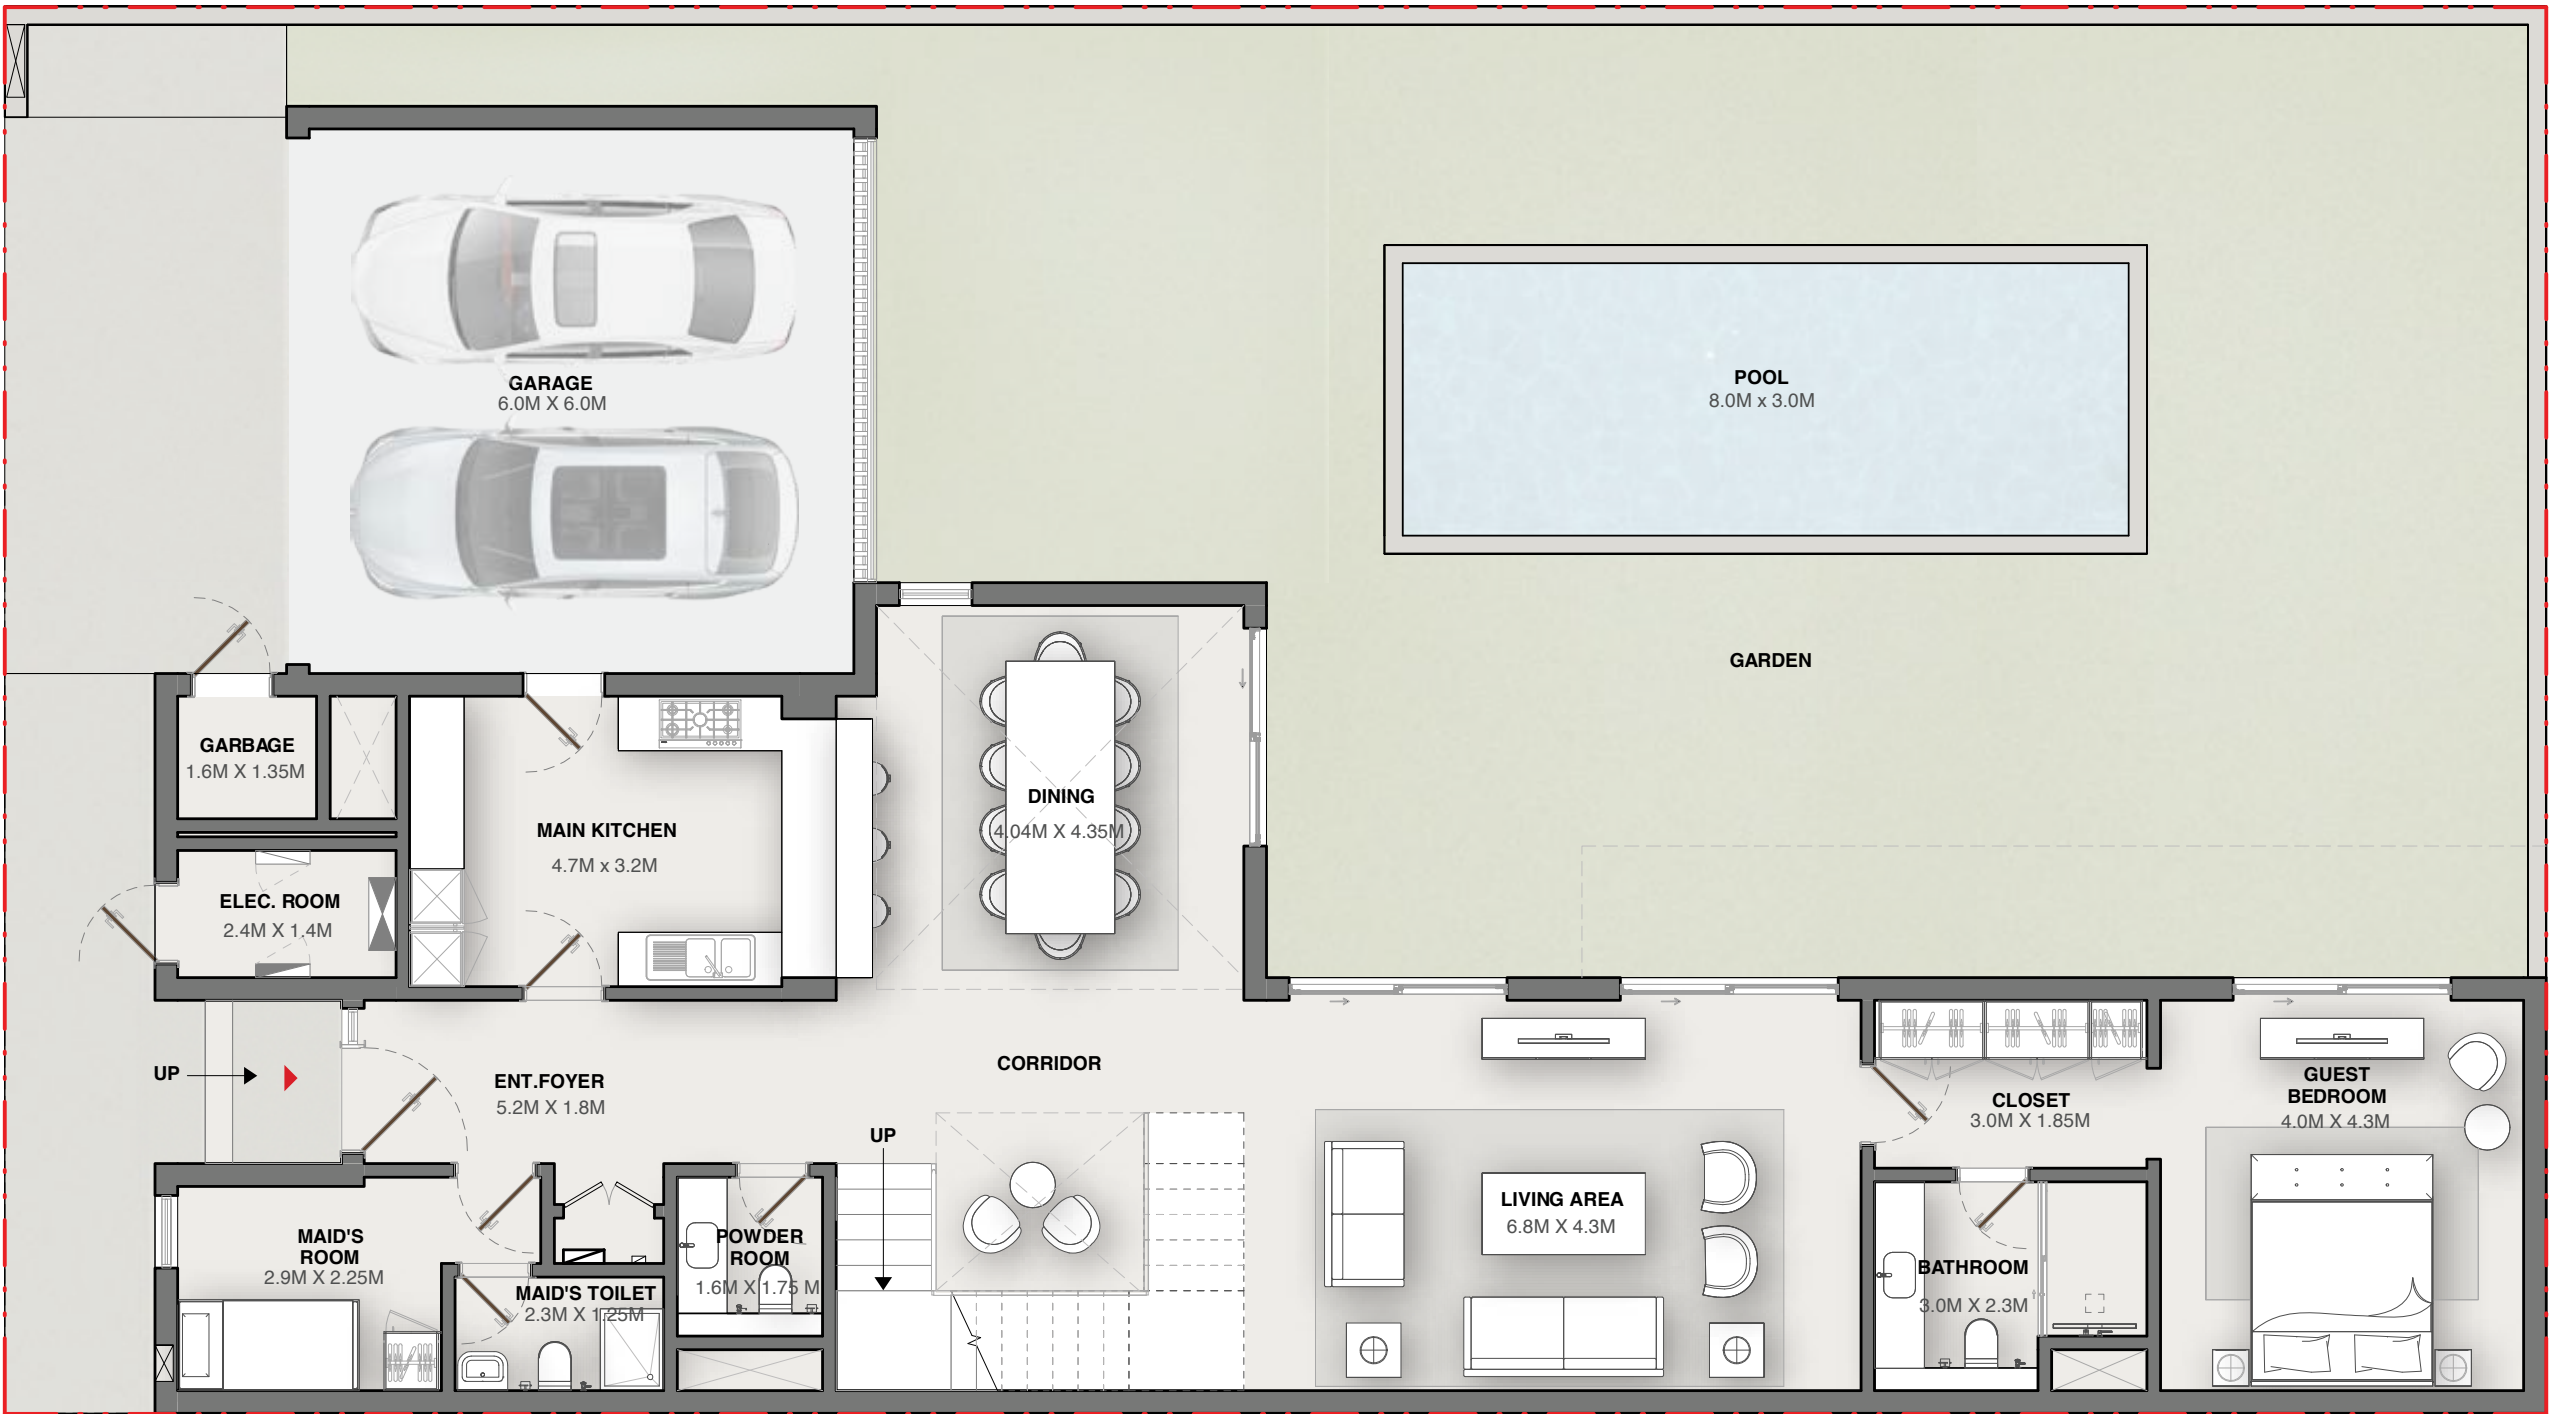 GARAGE
6.0M X 6.0M
POOL
8.0M x 3.0M
GARDEN
GARBAGE
1.6M X 1.35M
MAIN KITCHEN
4.7M x 3.2M
DINING
4.04M X 4.35M
ELEC. ROOM
2.4M X 1.4M
UP
ENT.FOYER
5.2M X 1.8M
CORRIDOR
UP
CLOSET
3.0M X 1.85M
GUEST
BEDROOM
4.0M X 4.3M
MAID'S
ROOM
2.9M X 2.25M
MAID'S TOILET
2.3M X 1.25M
POWDER
ROOM
1.6M X 1.75 M
LIVING AREA
6.8M X 4.3M
BATHROOM
3.0M X 2.3M